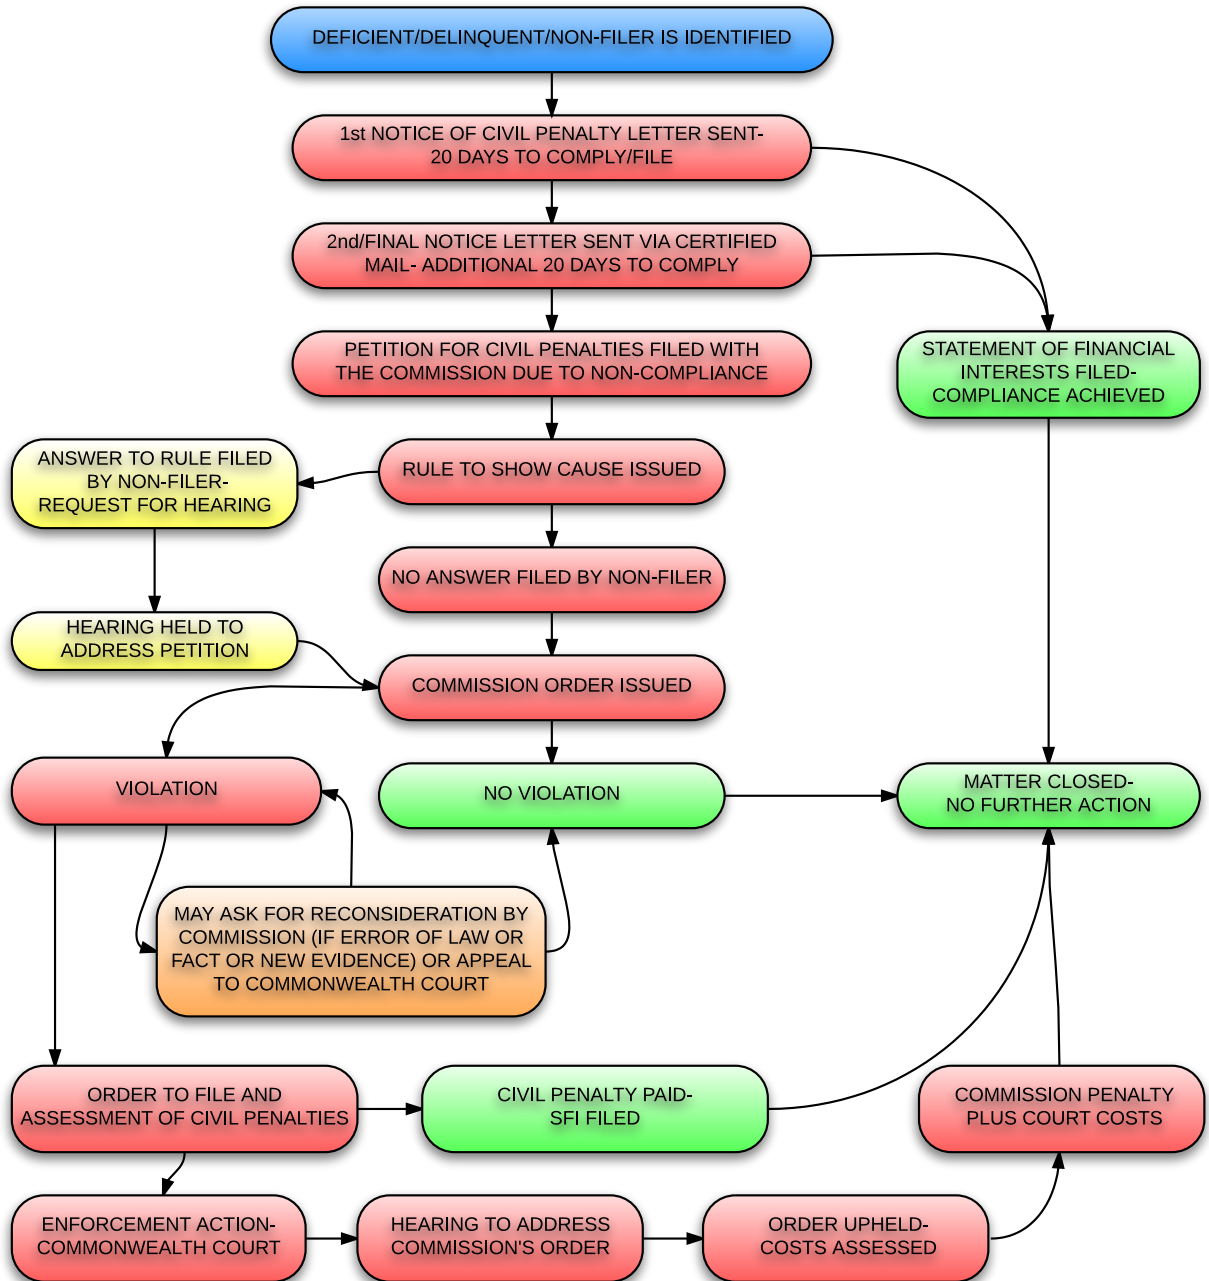 DEFICIENT/DELINQUENT/NON-FILER IS IDENTIFIED
1st NOTICE OF CIVIL PENALTY LETTER SENT-
20 DAYS TO COMPLY/FILE
2nd/FINAL NOTICE LETTER SENT VIA CERTIFIED
MAIL- ADDITIONAL 20 DAYS TO COMPLY
PETITION FOR CIVIL PENALTIES FILED WITH
THE COMMISSION DUE TO NON-COMPLIANCE
STATEMENT OF FINANCIAL
INTERESTS FILED-
COMPLIANCE ACHIEVED
ANSWER TO RULE FILED
BY NON-FILER-
REQUEST FOR HEARING
RULE TO SHOW CAUSE ISSUED
NO ANSWER FILED BY NON-FILER
HEARING HELD TO
ADDRESS PETITION
COMMISSION ORDER ISSUED
VIOLATION
NO VIOLATION
MATTER CLOSED-
NO FURTHER ACTION
MAY ASK FOR RECONSIDERATION BY
COMMISSION (IF ERROR OF LAW OR
FACT OR NEW EVIDENCE) OR APPEAL
TO COMMONWEALTH COURT
ORDER TO FILE AND
ASSESSMENT OF CIVIL PENALTIES
CIVIL PENALTY PAID-
SFI FILED
COMMISSION PENALTY
PLUS COURT COSTS
ENFORCEMENT ACTION-
COMMONWEALTH COURT
HEARING TO ADDRESS
COMMISSION'S ORDER
ORDER UPHELD-
COSTS ASSESSED